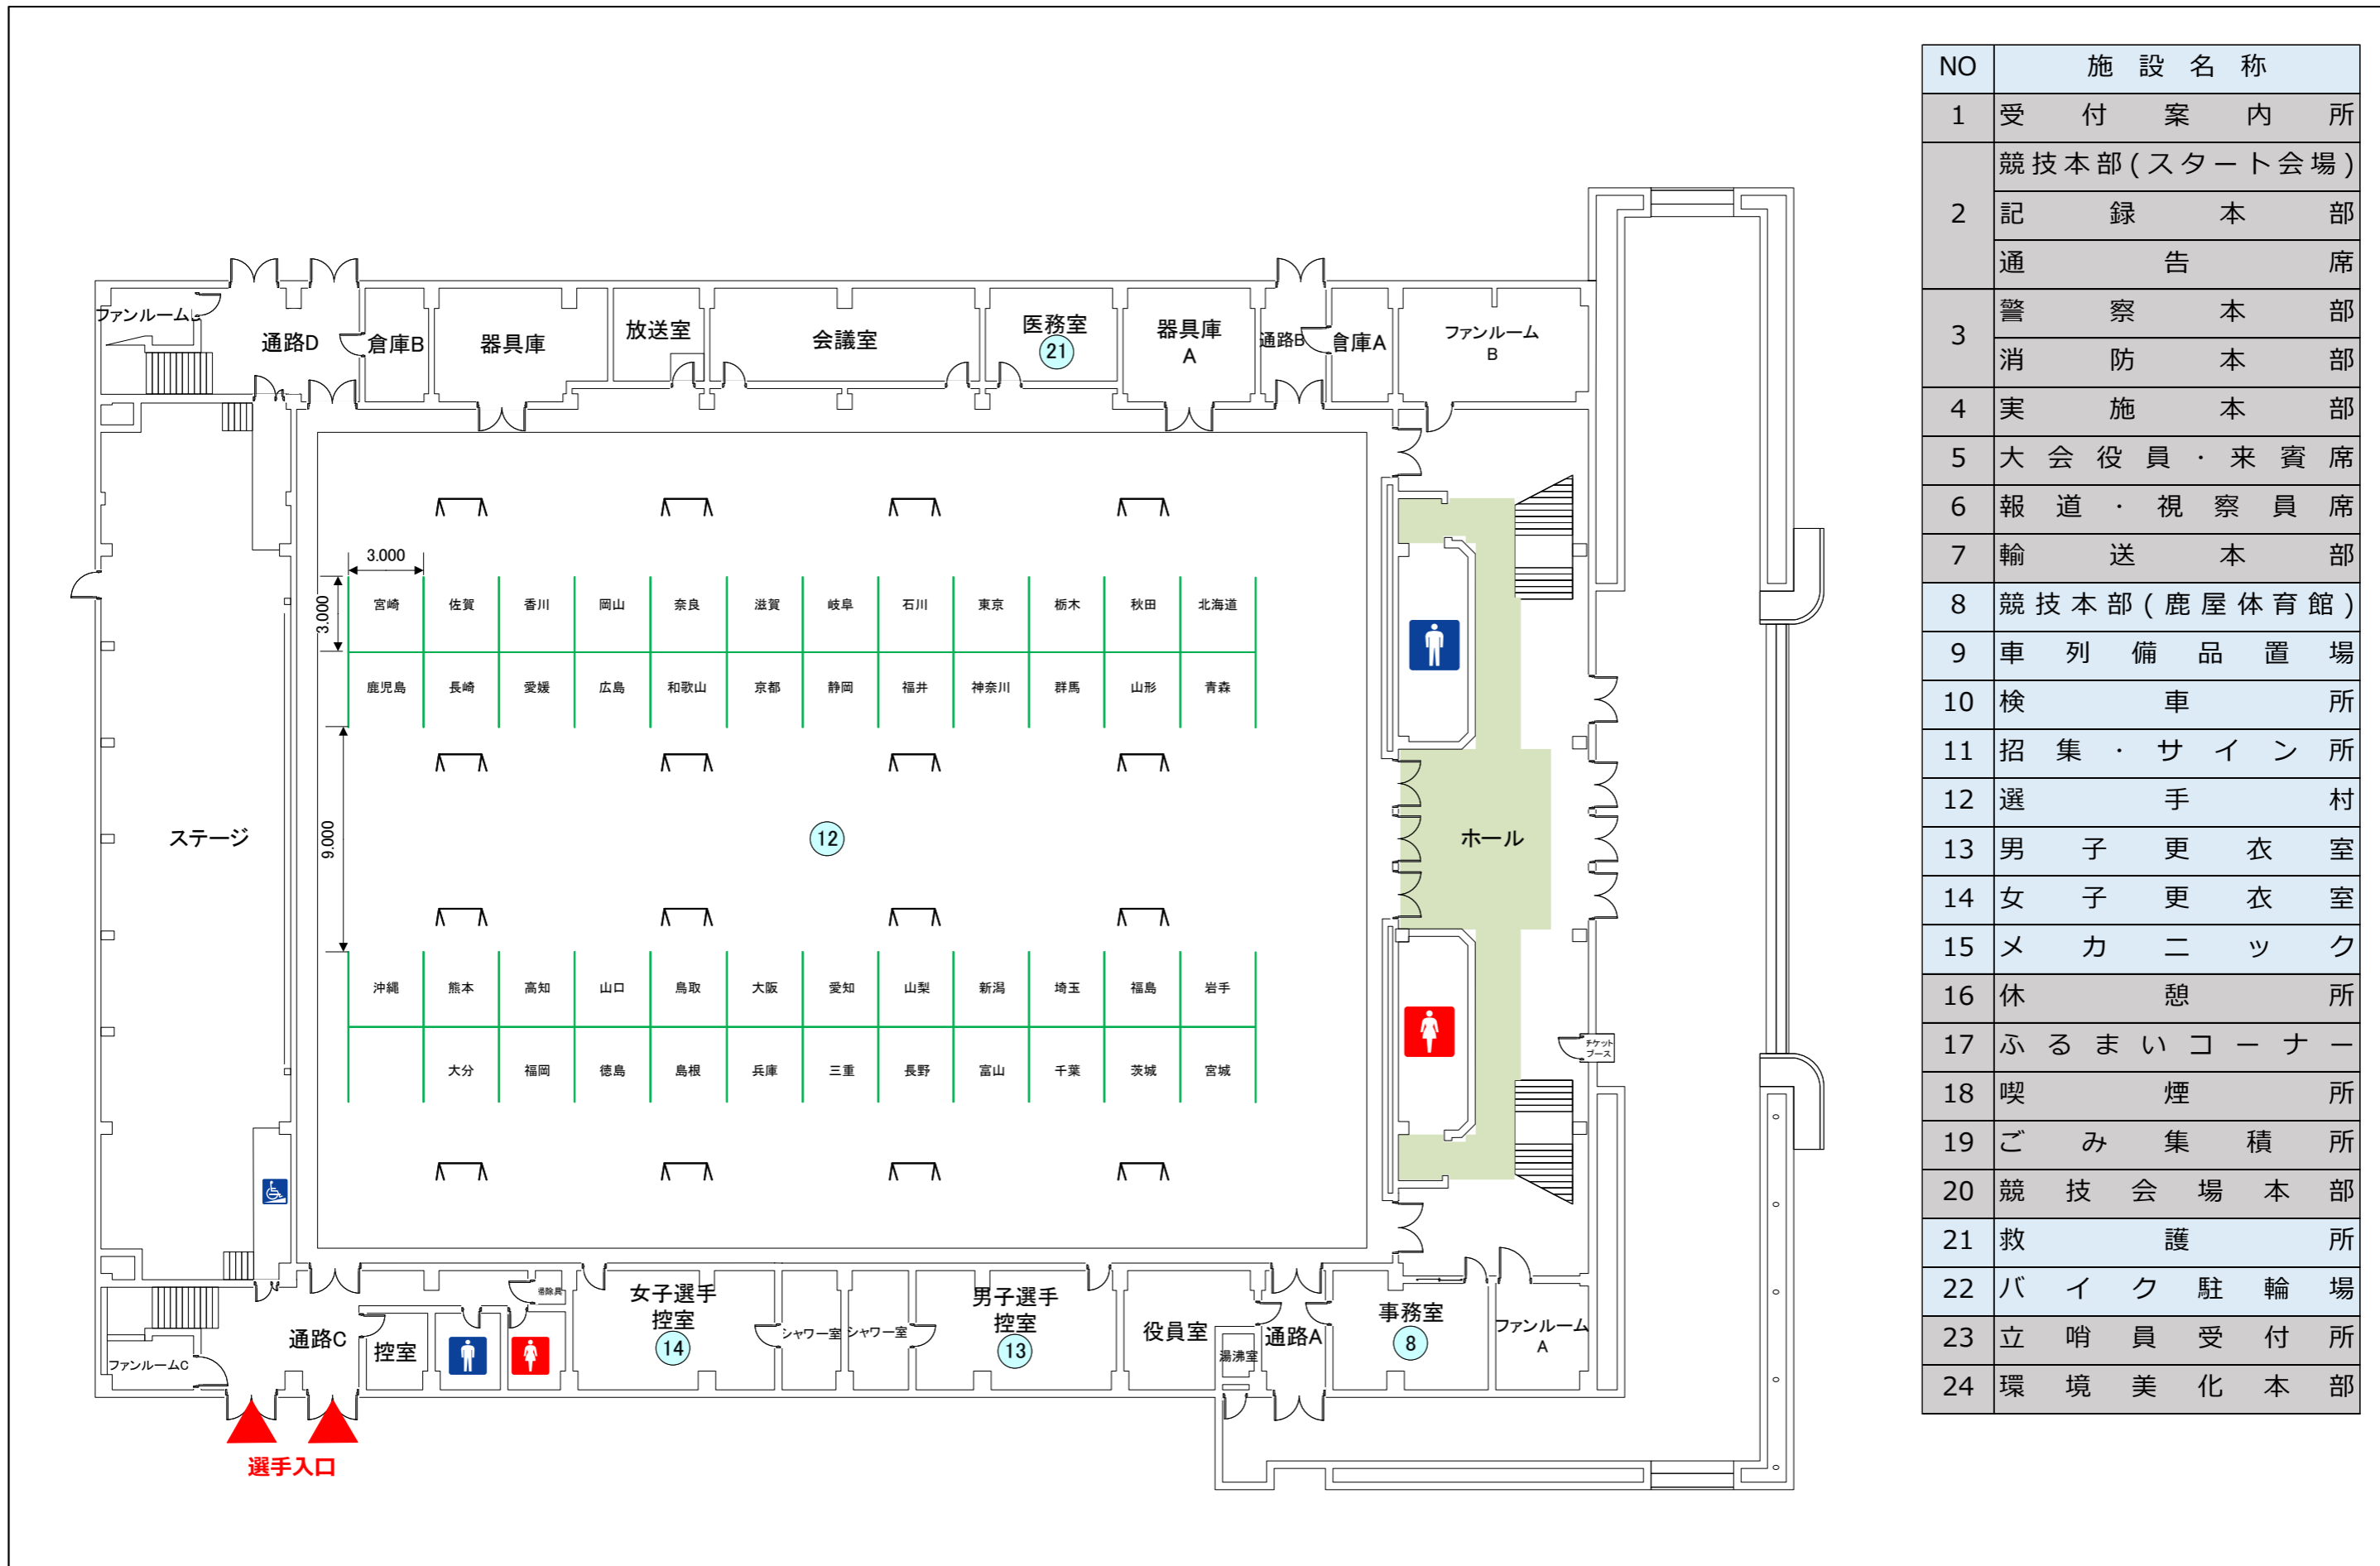 ファンルームD
通路D
倉庫B
器具庫
放送室
会議室
医務室
21
器具庫
A
通路B
倉庫A
ファンルーム
B
3.000
3.000
宮崎 佐賀 香川 岡山 奈良 滋賀 岐阜 石川 東京 栃木 秋田 北海道
鹿児島 長崎 愛媛 広島 和歌山 京都 静岡 福井 神奈川 群馬 山形 青森
ステージ
9.000
12
ホール
沖縄 熊本 高知 山口 鳥取 大阪 愛知 山梨 新潟 埼玉 福島 岩手
大分 福岡 徳島 島根 兵庫 三重 長野 富山 千葉 茨城 宮城
チケット
ブース
通路C
ファンルームC
控室
掃除具
女子選手
控室
14
シャワー室
シャワー室
男子選手
控室
13
役員室
湯沸室
通路A
事務室
8
ファンルーム
A
選手入口
NO 施設名称
1 受付案内所
2 競技本部(スタート会場)
記録本部
通告席
3 警察本部
消防本部
4 実施本部
5 大会役員・来賓席
6 報道・視察員席
7 輸送本部
8 競技本部(鹿屋体育館)
9 車列備品置場
10 検車所
11 招集・サイン所
12 選手村
13 男子更衣室
14 女子更衣室
15 メカニック
16 休憩所
17 ふるまいコーナー
18 喫煙所
19 ごみ集積所
20 競技会場本部
21 救護所
22 バイク駐輪場
23 立哨員受付所
24 環境美化本部